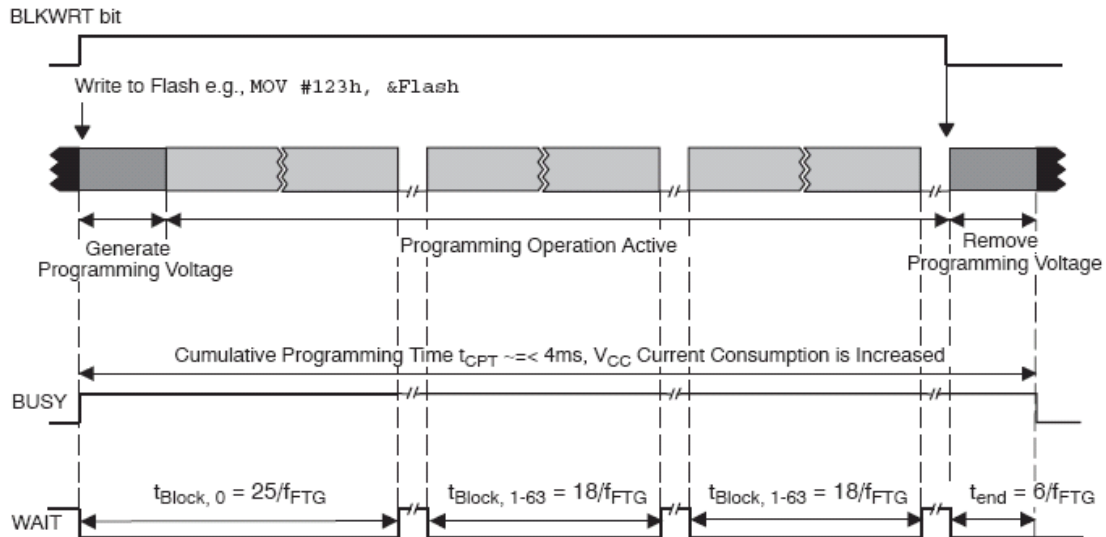 BLKWRT bit
Write to Flash e.g., MOV #123h, &Flash
Generate
Programming Voltage
Programming Operation Active
Remove
Programming Voltage
Cumulative Programming Time tCPT ~=< 4ms, VCC Current Consumption is Increased
BUSY
tBlock, 0 = 25/fFTG
tBlock, 1-63 = 18/fFTG
tBlock, 1-63 = 18/fFTG
tend = 6/fFTG
WAIT